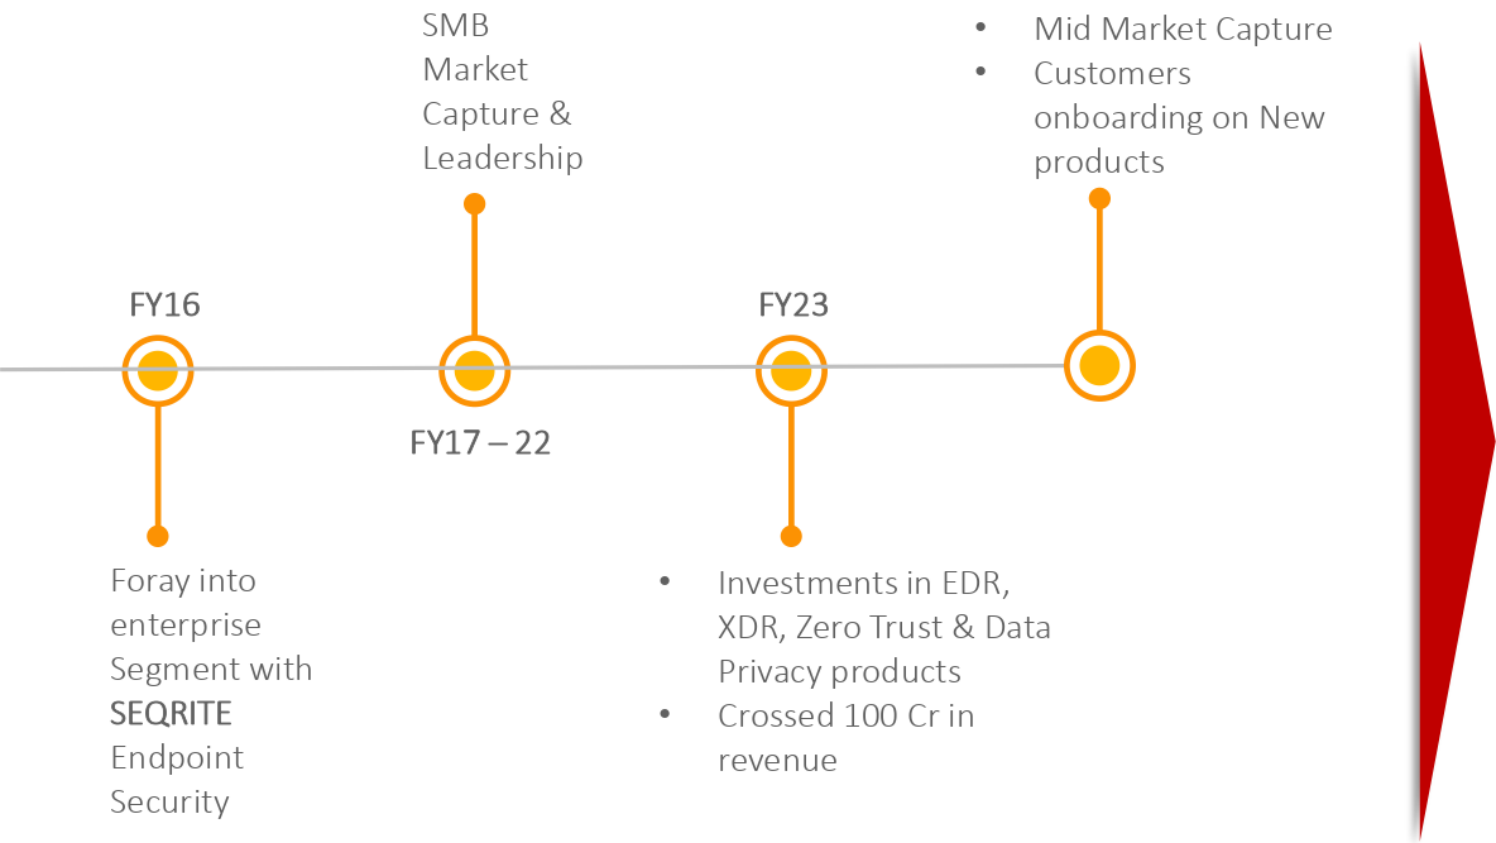 SMB
Market
Capture &
Leadership
• Mid Market Capture
• Customers
onboarding on New
products
FY16
FY23
FY17 – 22
Foray into
enterprise
Segment with
SEQRITE
Endpoint
Security
• Investments in EDR,
XDR, Zero Trust & Data
Privacy products
• Crossed 100 Cr in
revenue